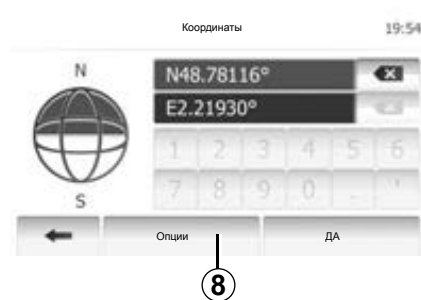 Координаты 19:54
N
N48.78116°
E2.21930°
1 2 3 4 5 6
7 8 9 0 . '
S
Опции ДА
8